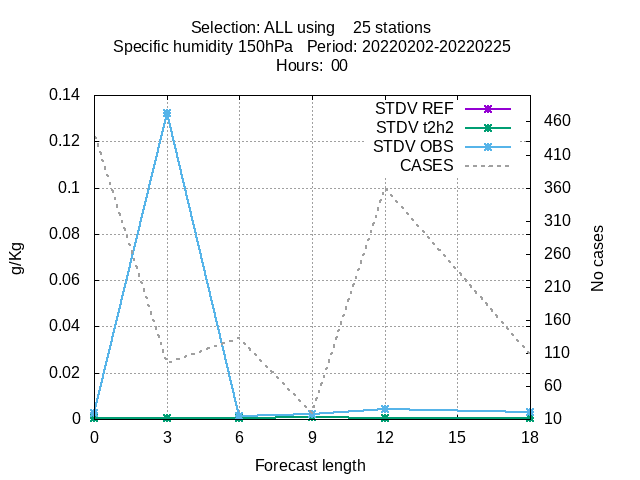 Selection: ALL using    25 stations
Specific humidity 150hPa   Period: 20220202-20220225
Hours:  00
STDV REF
STDV t2h2
STDV OBS
CASES
g/Kg
0.14
0.12
0.1
0.08
0.06
0.04
0.02
0
460
410
360
310
260
210
160
110
60
10
No cases
0 3 6 9 12 15 18
Forecast length